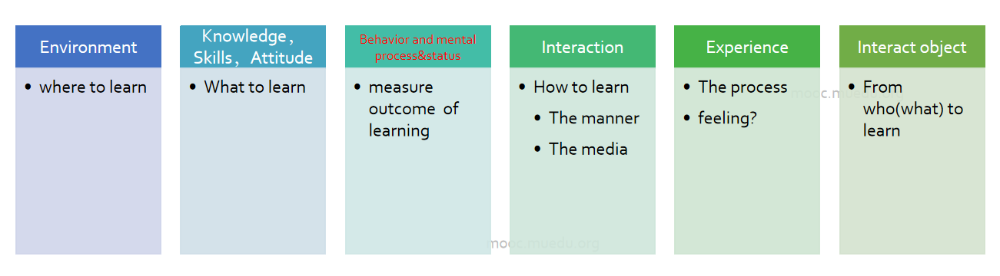 Environment
• where to learn
Knowledge,
Skills, Attitude
• What to learn
Behavior and mental
process&status
• measure
outcome of
learning
Interaction
• How to learn
• The manner
• The media
Experience
• The process
• feeling?
Interact object
• From
who(what) to
learn
mooc.muedu.org
mooc.muedu.org